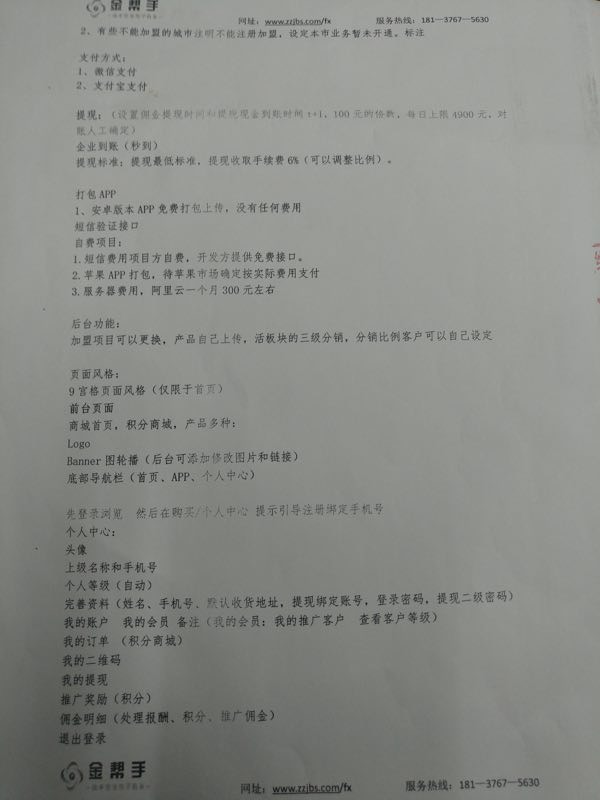 金帮手
网址：www.zzjbs.com/fx 服务热线：181—3767—5630
2、有些不能加盟的城市注明不能注册加盟，设定本市业务暂未开通。标注
支付方式：
1、微信支付
2、支付宝支付
提现：（设置佣金提现时间和提现现金到账时间 t+1，100 元的倍数，每日上限 4900 元，对
账人工确定）
企业到账（秒到）
提现标准：提现最低标准，提现收取手续费 6%（可以调整比例）。
打包 APP
1、安卓版本 APP 免费打包上传，没有任何费用
短信验证接口
自费项目：
1.短信费用项目方自费，开发方提供免费接口。
2.苹果 APP 打包，待苹果市场确定按实际费用支付
3.服务器费用，阿里云一个月 300 元左右
后台功能：
加盟项目可以更换，产品自己上传，活板块的三级分销，分销比例客户可以自己设定
页面风格：
9 宫格页面风格（仅限于首页）
前台页面
商城首页，积分商城，产品多种；
Logo
Banner 图轮播（后台可添加修改图片和链接）
底部导航栏（首页、APP、个人中心）
先登录浏览 然后在购买/个人中心 提示引导注册绑定手机号
个人中心：
头像
上级名称和手机号
个人等级（自动）
完善资料（姓名、手机号、默认收货地址，提现绑定账号，登录密码，提现二级密码）
我的账户 我的会员 备注（我的会员：我的推广客户 查看客户等级）
我的订单 （积分商城）
我的二维码
我的提现
推广奖励（积分）
佣金明细（处理报酬、积分、推广佣金）
退出登录
金帮手
网址：www.zzjbs.com/fx 服务热线：181—3767—5630